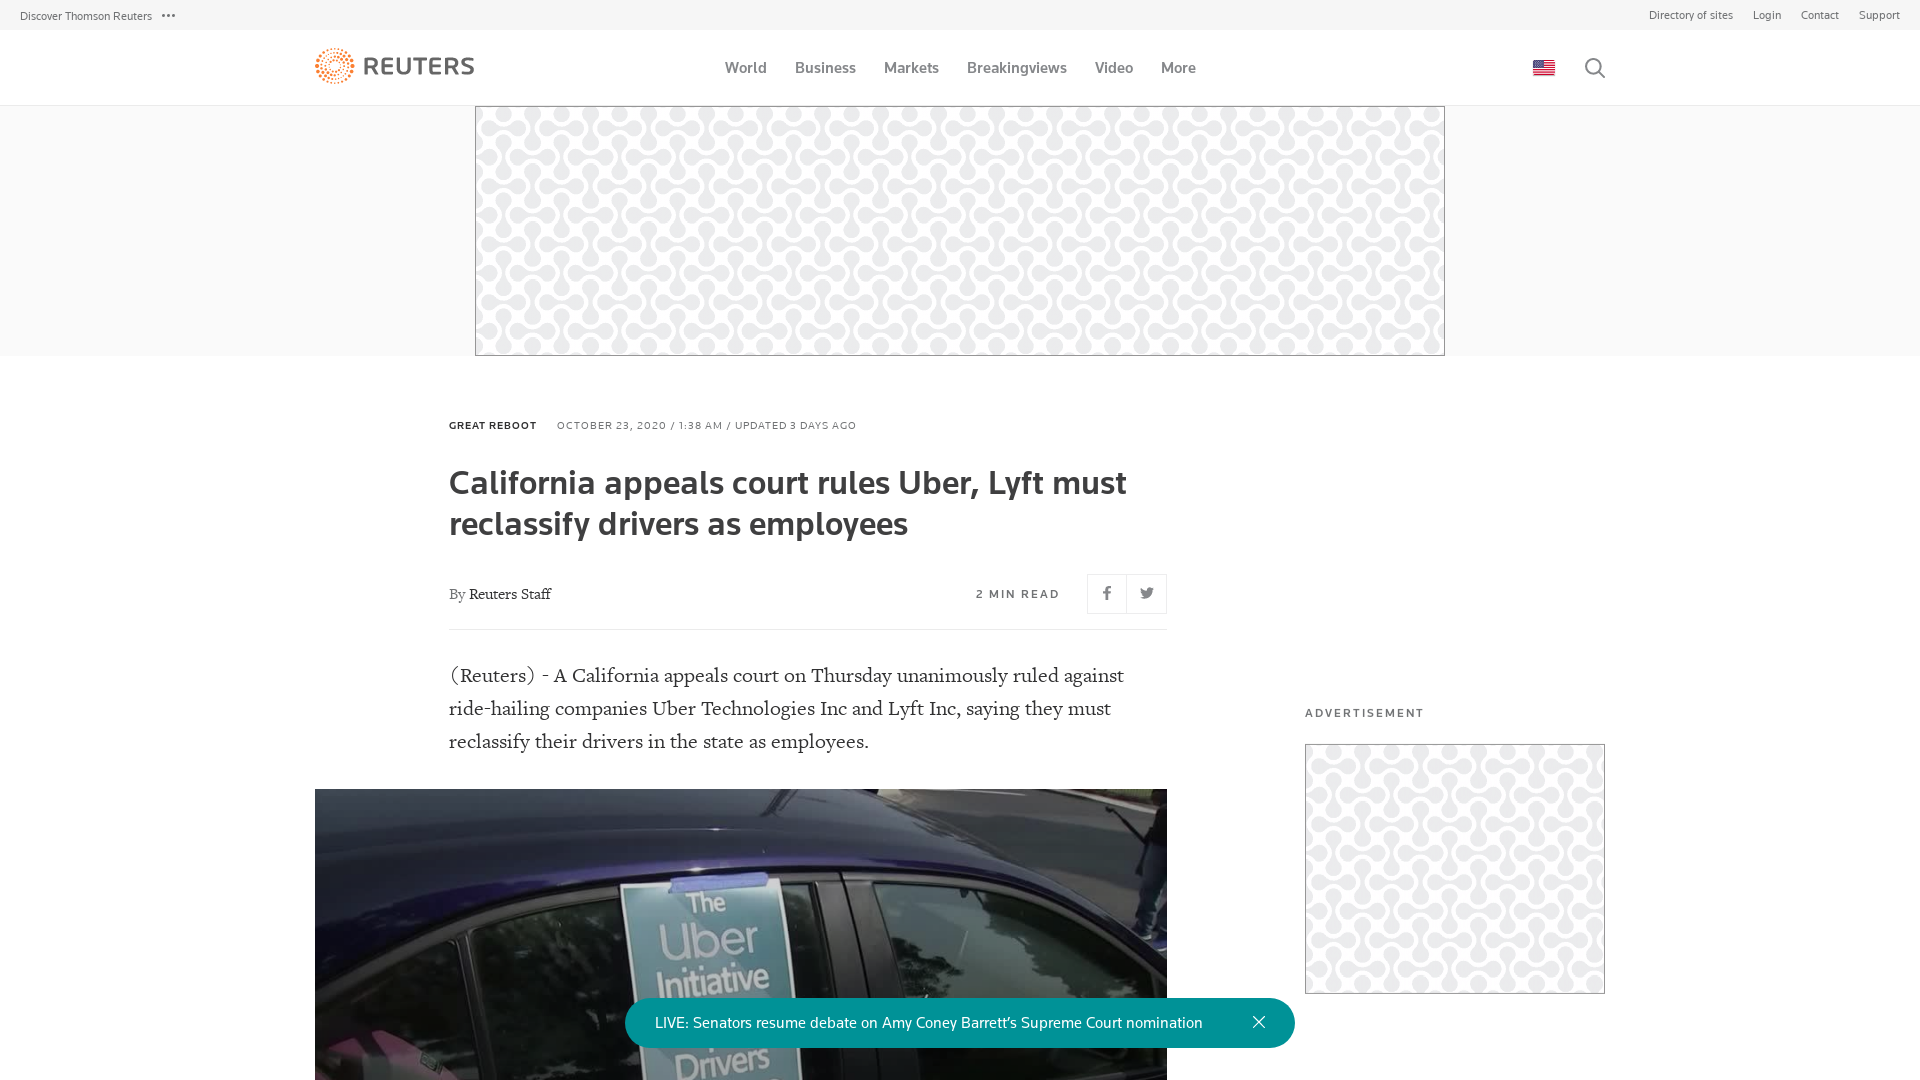 Discover Thomson Reuters
Directory of sites
Login
Contact
Support
REUTERS
World
Business
Markets
Breakingviews
Video
More
GREAT REBOOT
OCTOBER 23, 2020 / 1:38 AM / UPDATED 3 DAYS AGO
California appeals court rules Uber, Lyft must
reclassify drivers as employees
By Reuters Staff
2 MIN READ
(Reuters) - A California appeals court on Thursday unanimously ruled against
ride-hailing companies Uber Technologies Inc and Lyft Inc, saying they must
reclassify their drivers in the state as employees.
ADVERTISEMENT
The
Uber
Initiative
Drivers
LIVE: Senators resume debate on Amy Coney Barrett's Supreme Court nomination